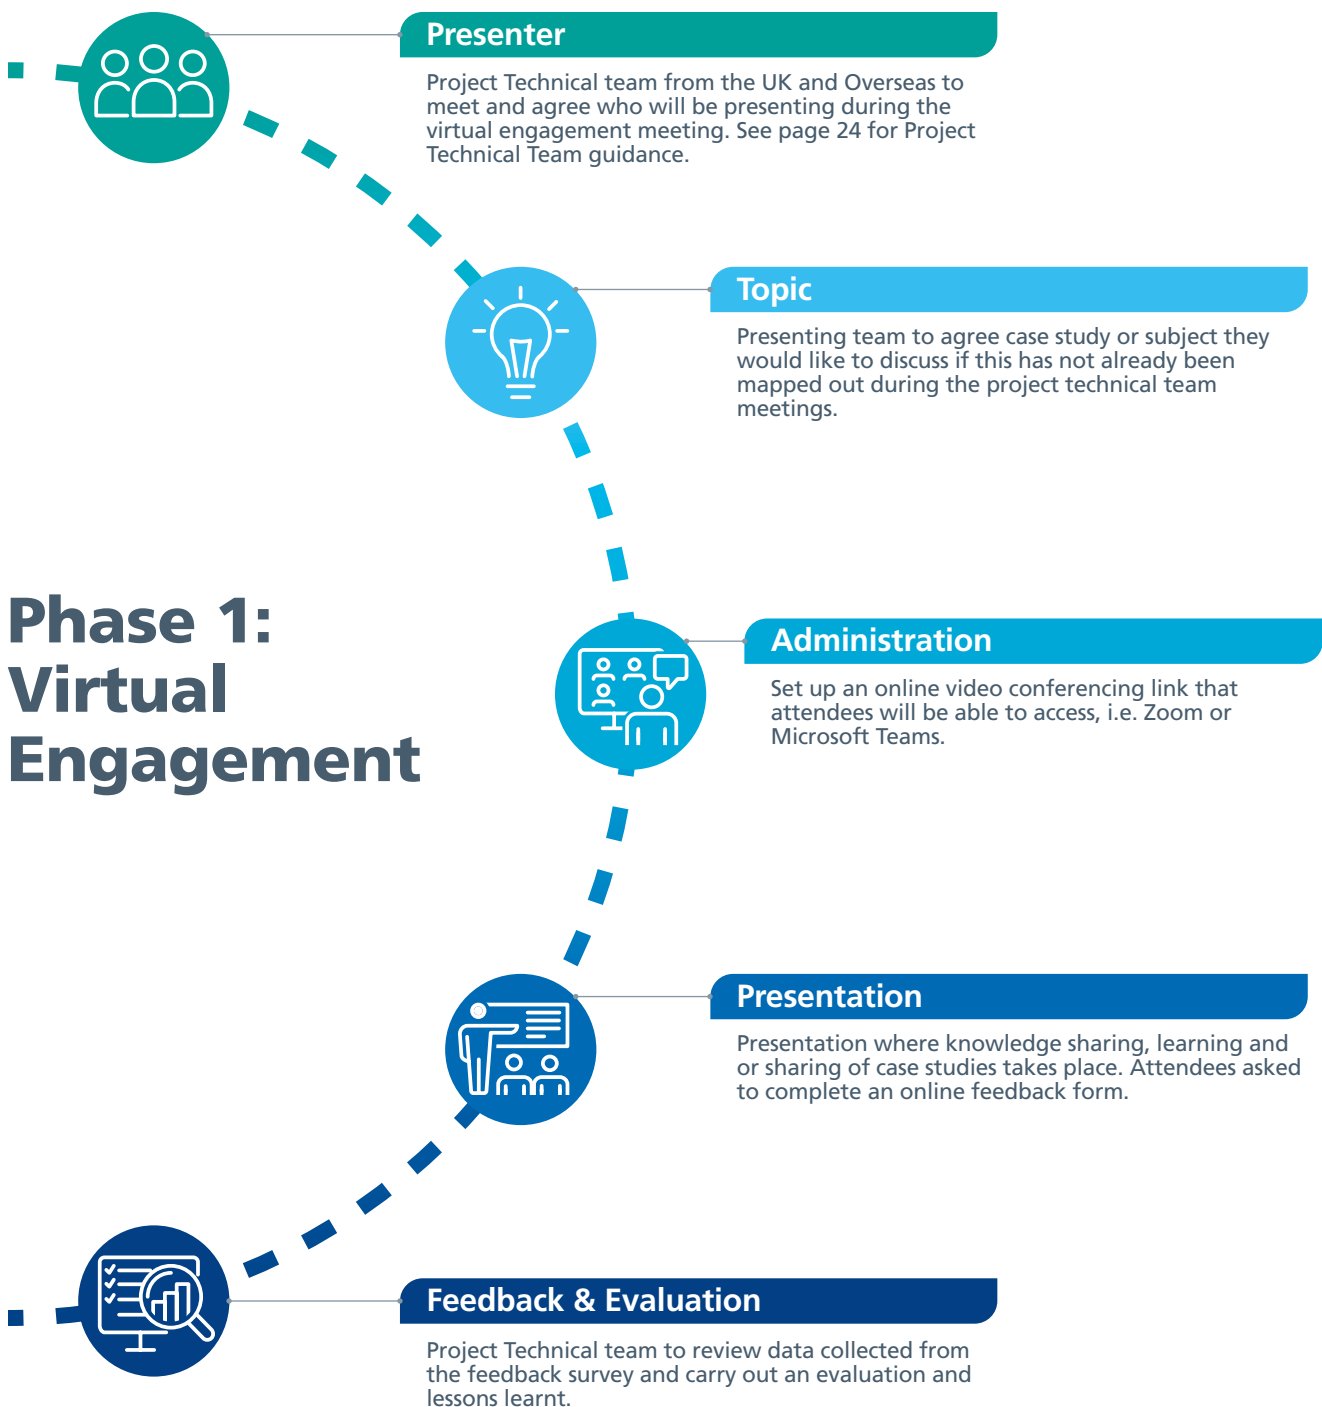 Presenter
Project Technical team from the UK and Overseas to
meet and agree who will be presenting during the
virtual engagement meeting. See page 24 for Project
Technical Team guidance.
Topic
Presenting team to agree case study or subject they
would like to discuss if this has not already been
mapped out during the project technical team
meetings.
Phase 1:
Virtual
Engagement
Administration
Set up an online video conferencing link that
attendees will be able to access, i.e. Zoom or
Microsoft Teams.
Presentation
Presentation where knowledge sharing, learning and
or sharing of case studies takes place. Attendees asked
to complete an online feedback form.
Feedback & Evaluation
Project Technical team to review data collected from
the feedback survey and carry out an evaluation and
lessons learnt.